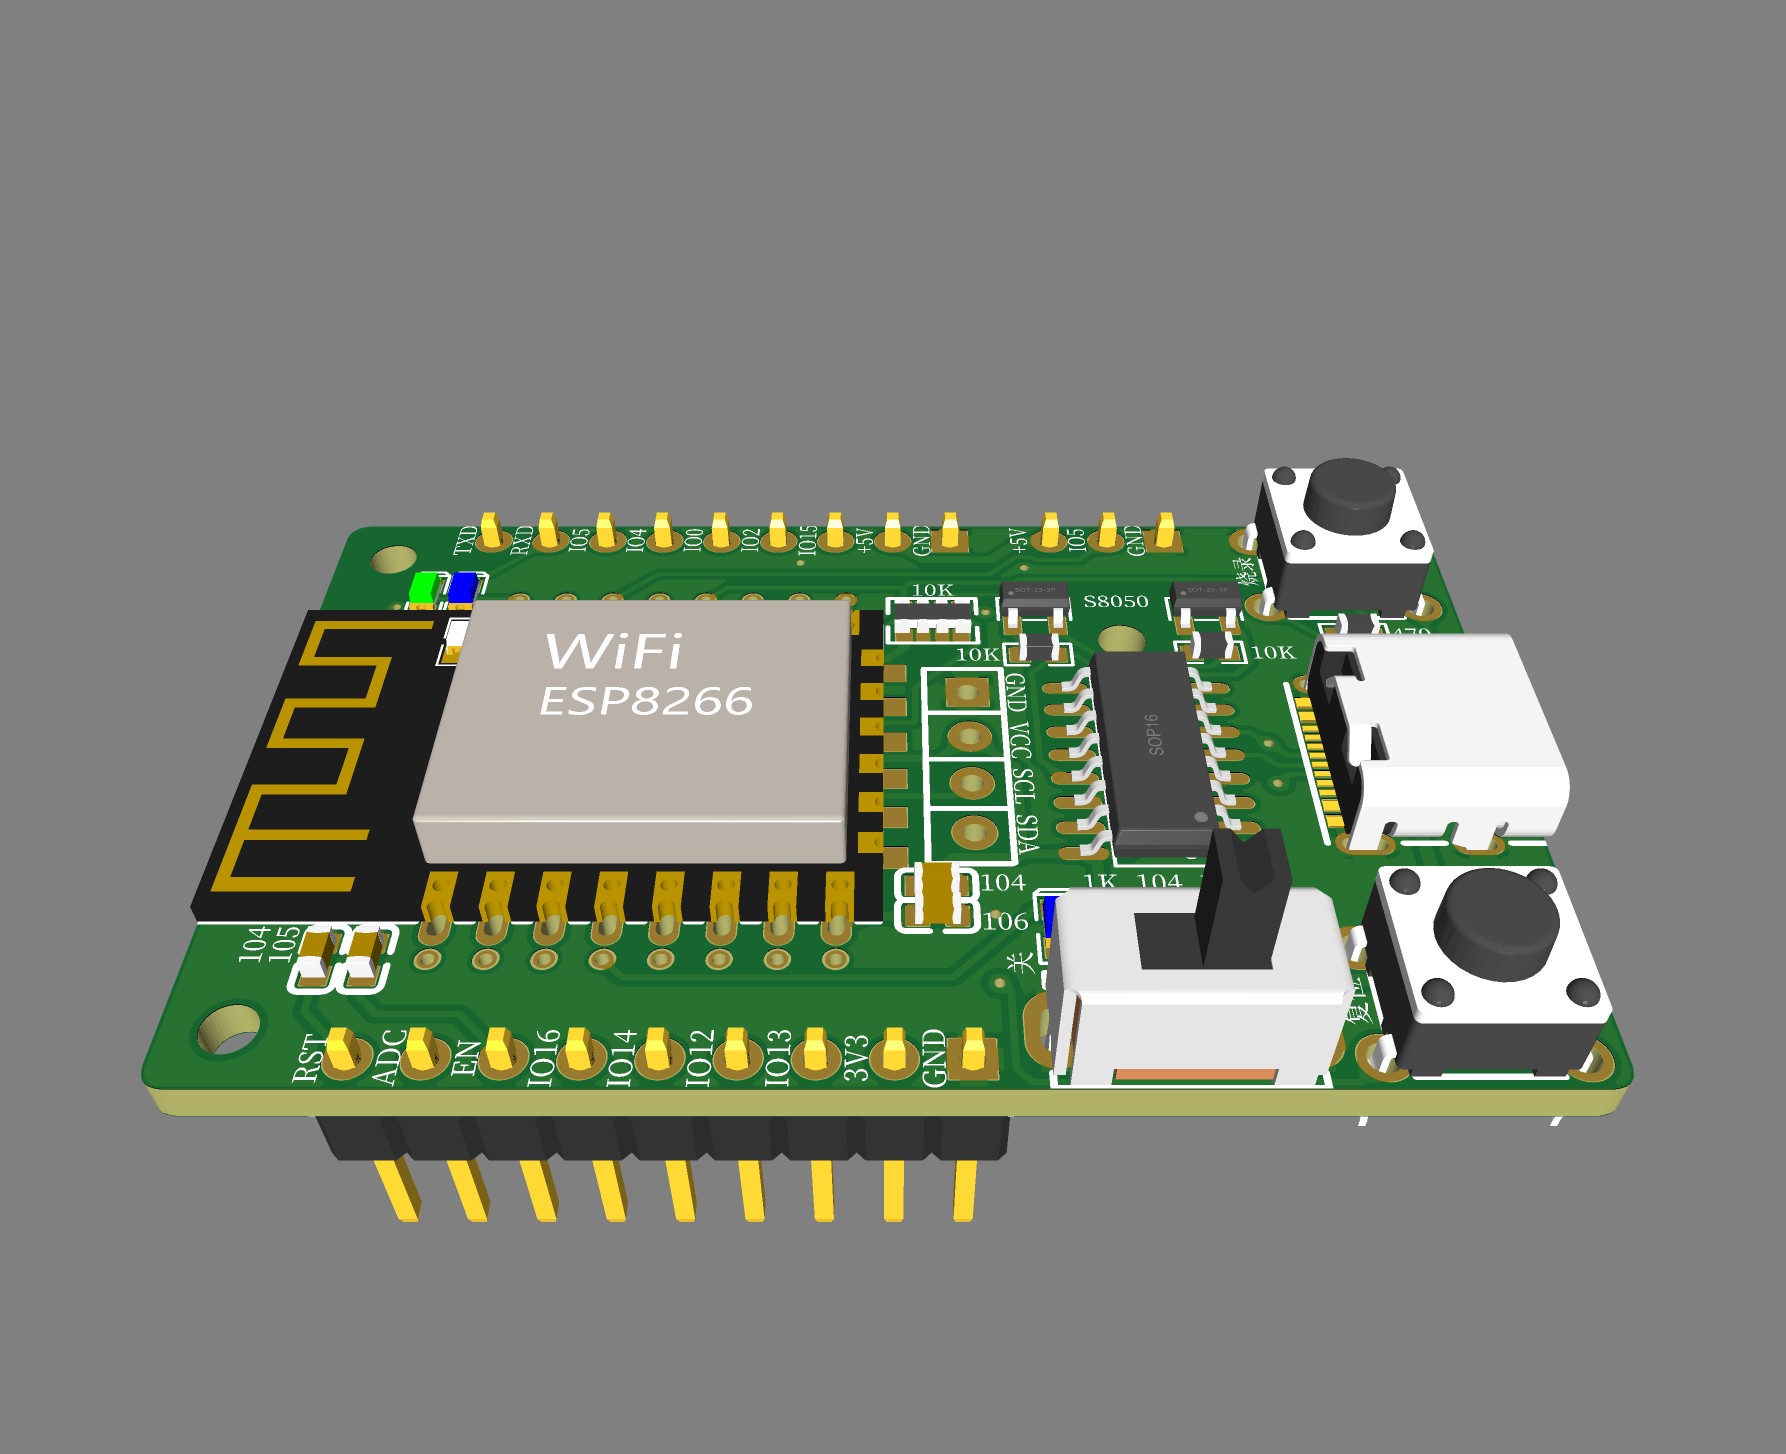 TXD
RXD
IO5
IO4
IO0
IO2
IO15
+5V
GND
+5V
IO5
GND
烧录
10K
S8050
10K
10K
WiFi
ESP8266
GND VCC SCL SDA
SOP16
104
106
1K 104
104
105
关
RST
ADC
EN
IO16
IO14
IO12
IO13
3V3
GND